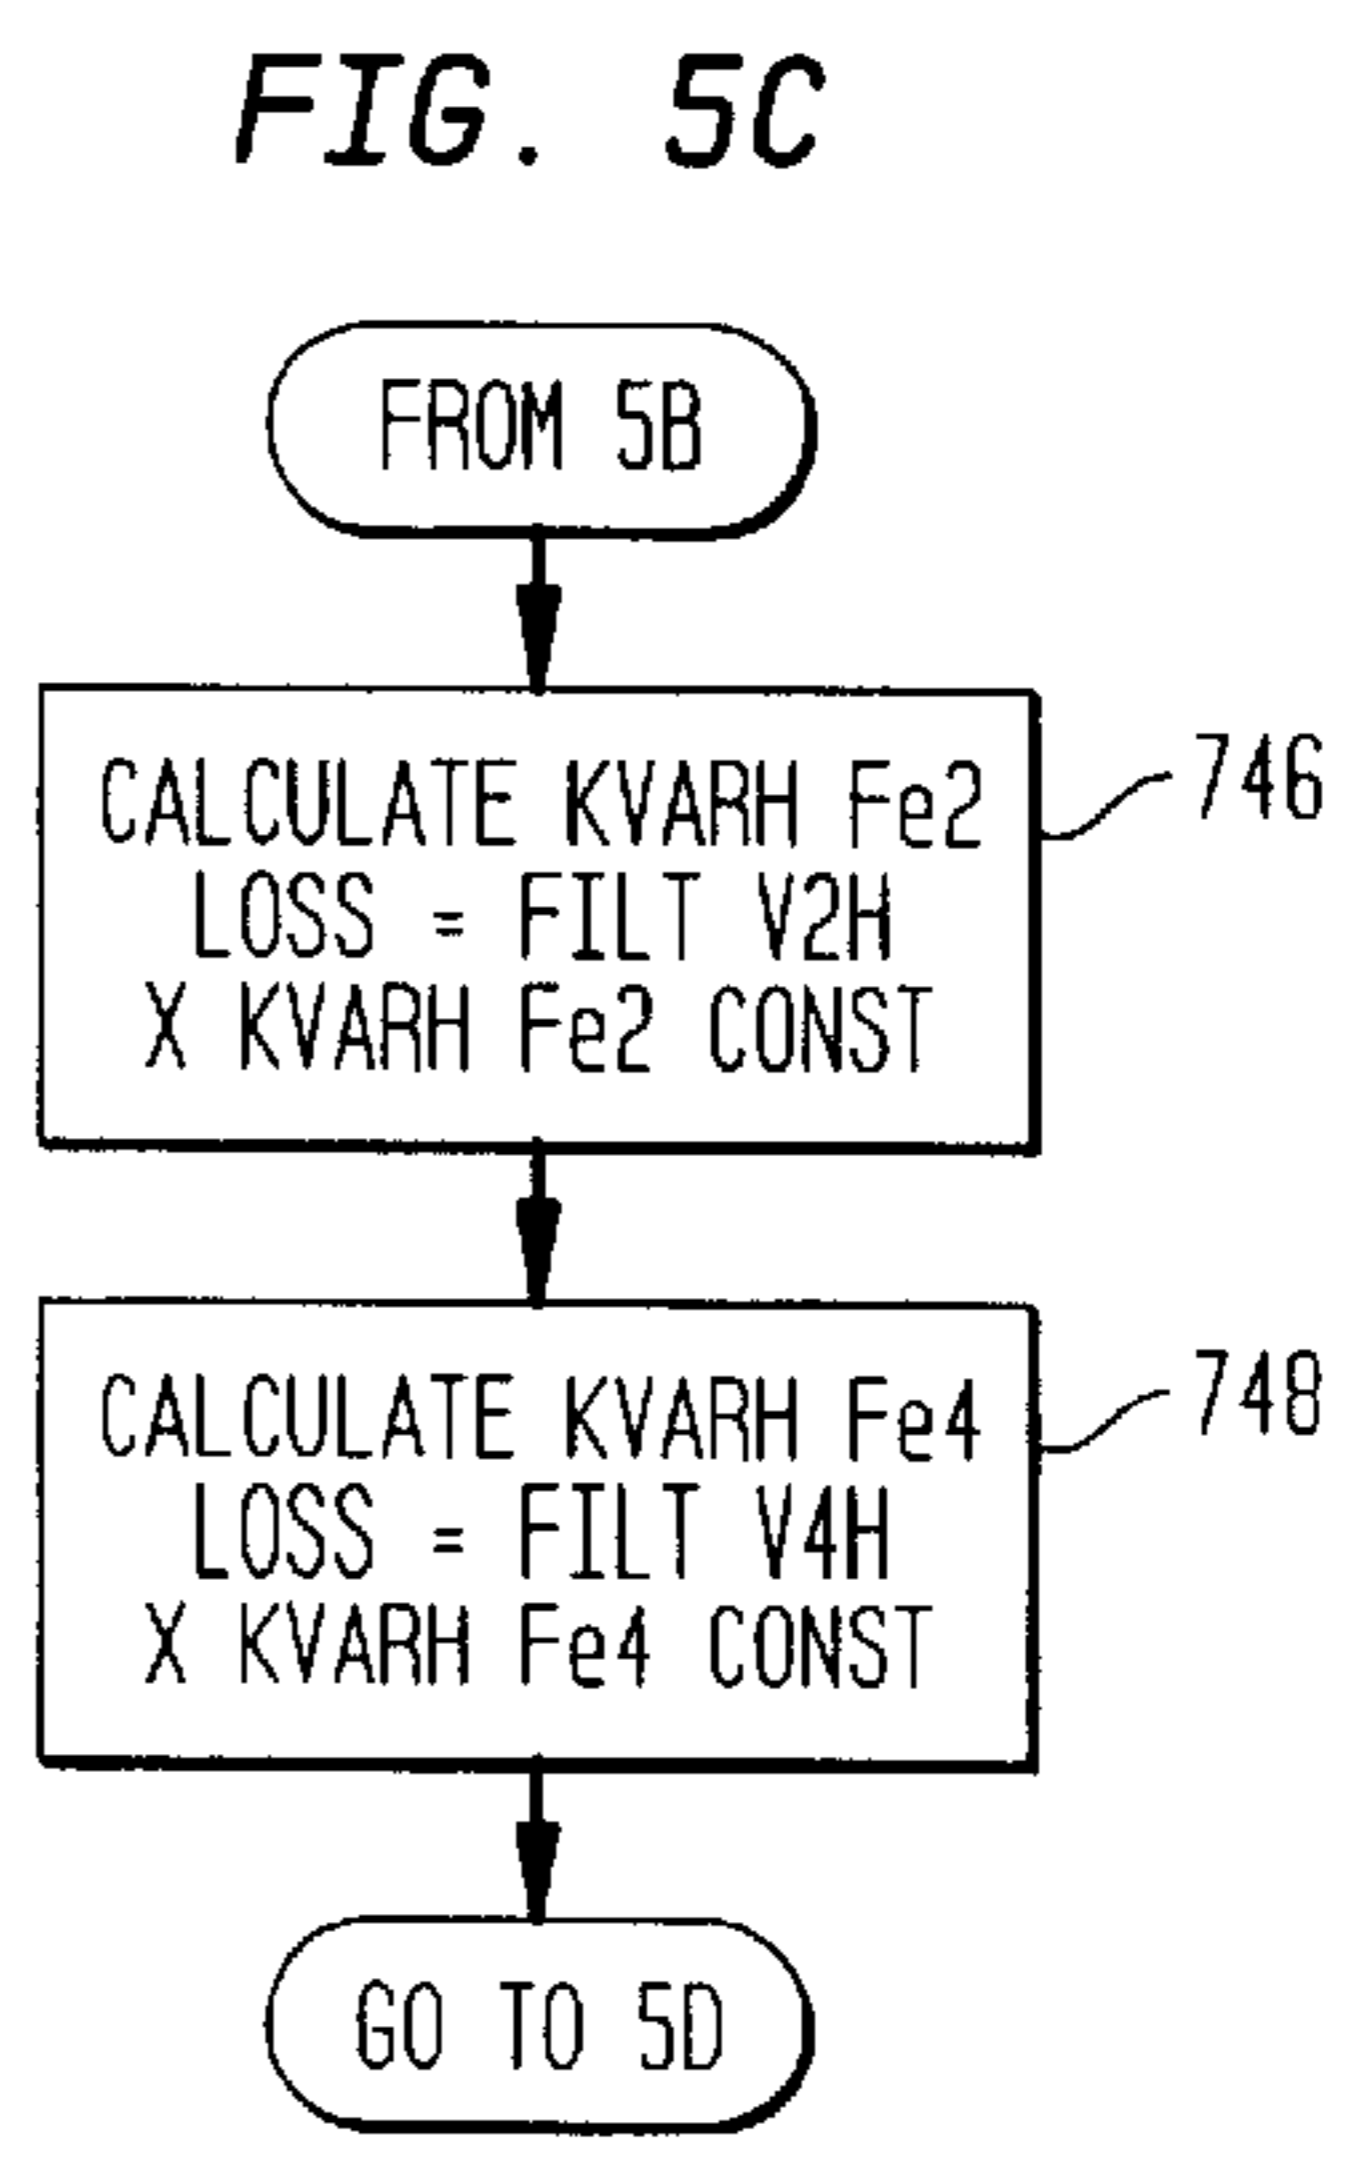 FIG. 5C
FROM 5B
CALCULATE KVARH Fe2
LOSS = FILT V2H
X KVARH Fe2 CONST
746
CALCULATE KVARH Fe4
LOSS = FILT V4H
X KVARH Fe4 CONST
748
GO TO 5D